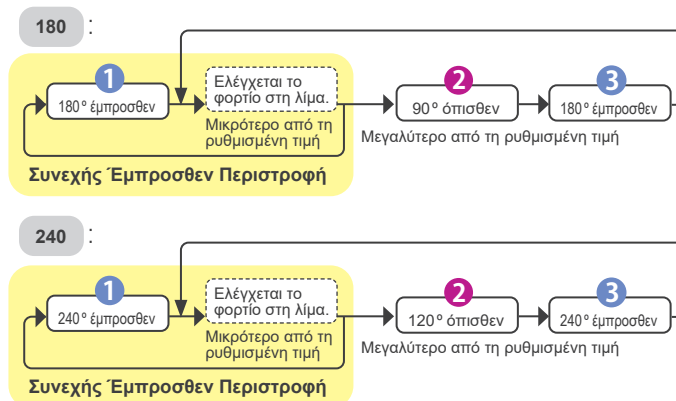 180 :
1
180° έμπροσθεν
Ελέγχεται το
φορτίο στη λίμα.
Μικρότερο από τη
ρυθμισμένη τιμή
Συνεχής Έμπροσθεν Περιστροφή
2
90° όπισθεν
3
180° έμπροσθεν
Μεγαλύτερο από τη ρυθμισμένη τιμή
240 :
1
240° έμπροσθεν
Ελέγχεται το
φορτίο στη λίμα.
Μικρότερο από τη
ρυθμισμένη τιμή
Συνεχής Έμπροσθεν Περιστροφή
2
120° όπισθεν
3
240° έμπροσθεν
Μεγαλύτερο από τη ρυθμισμένη τιμή